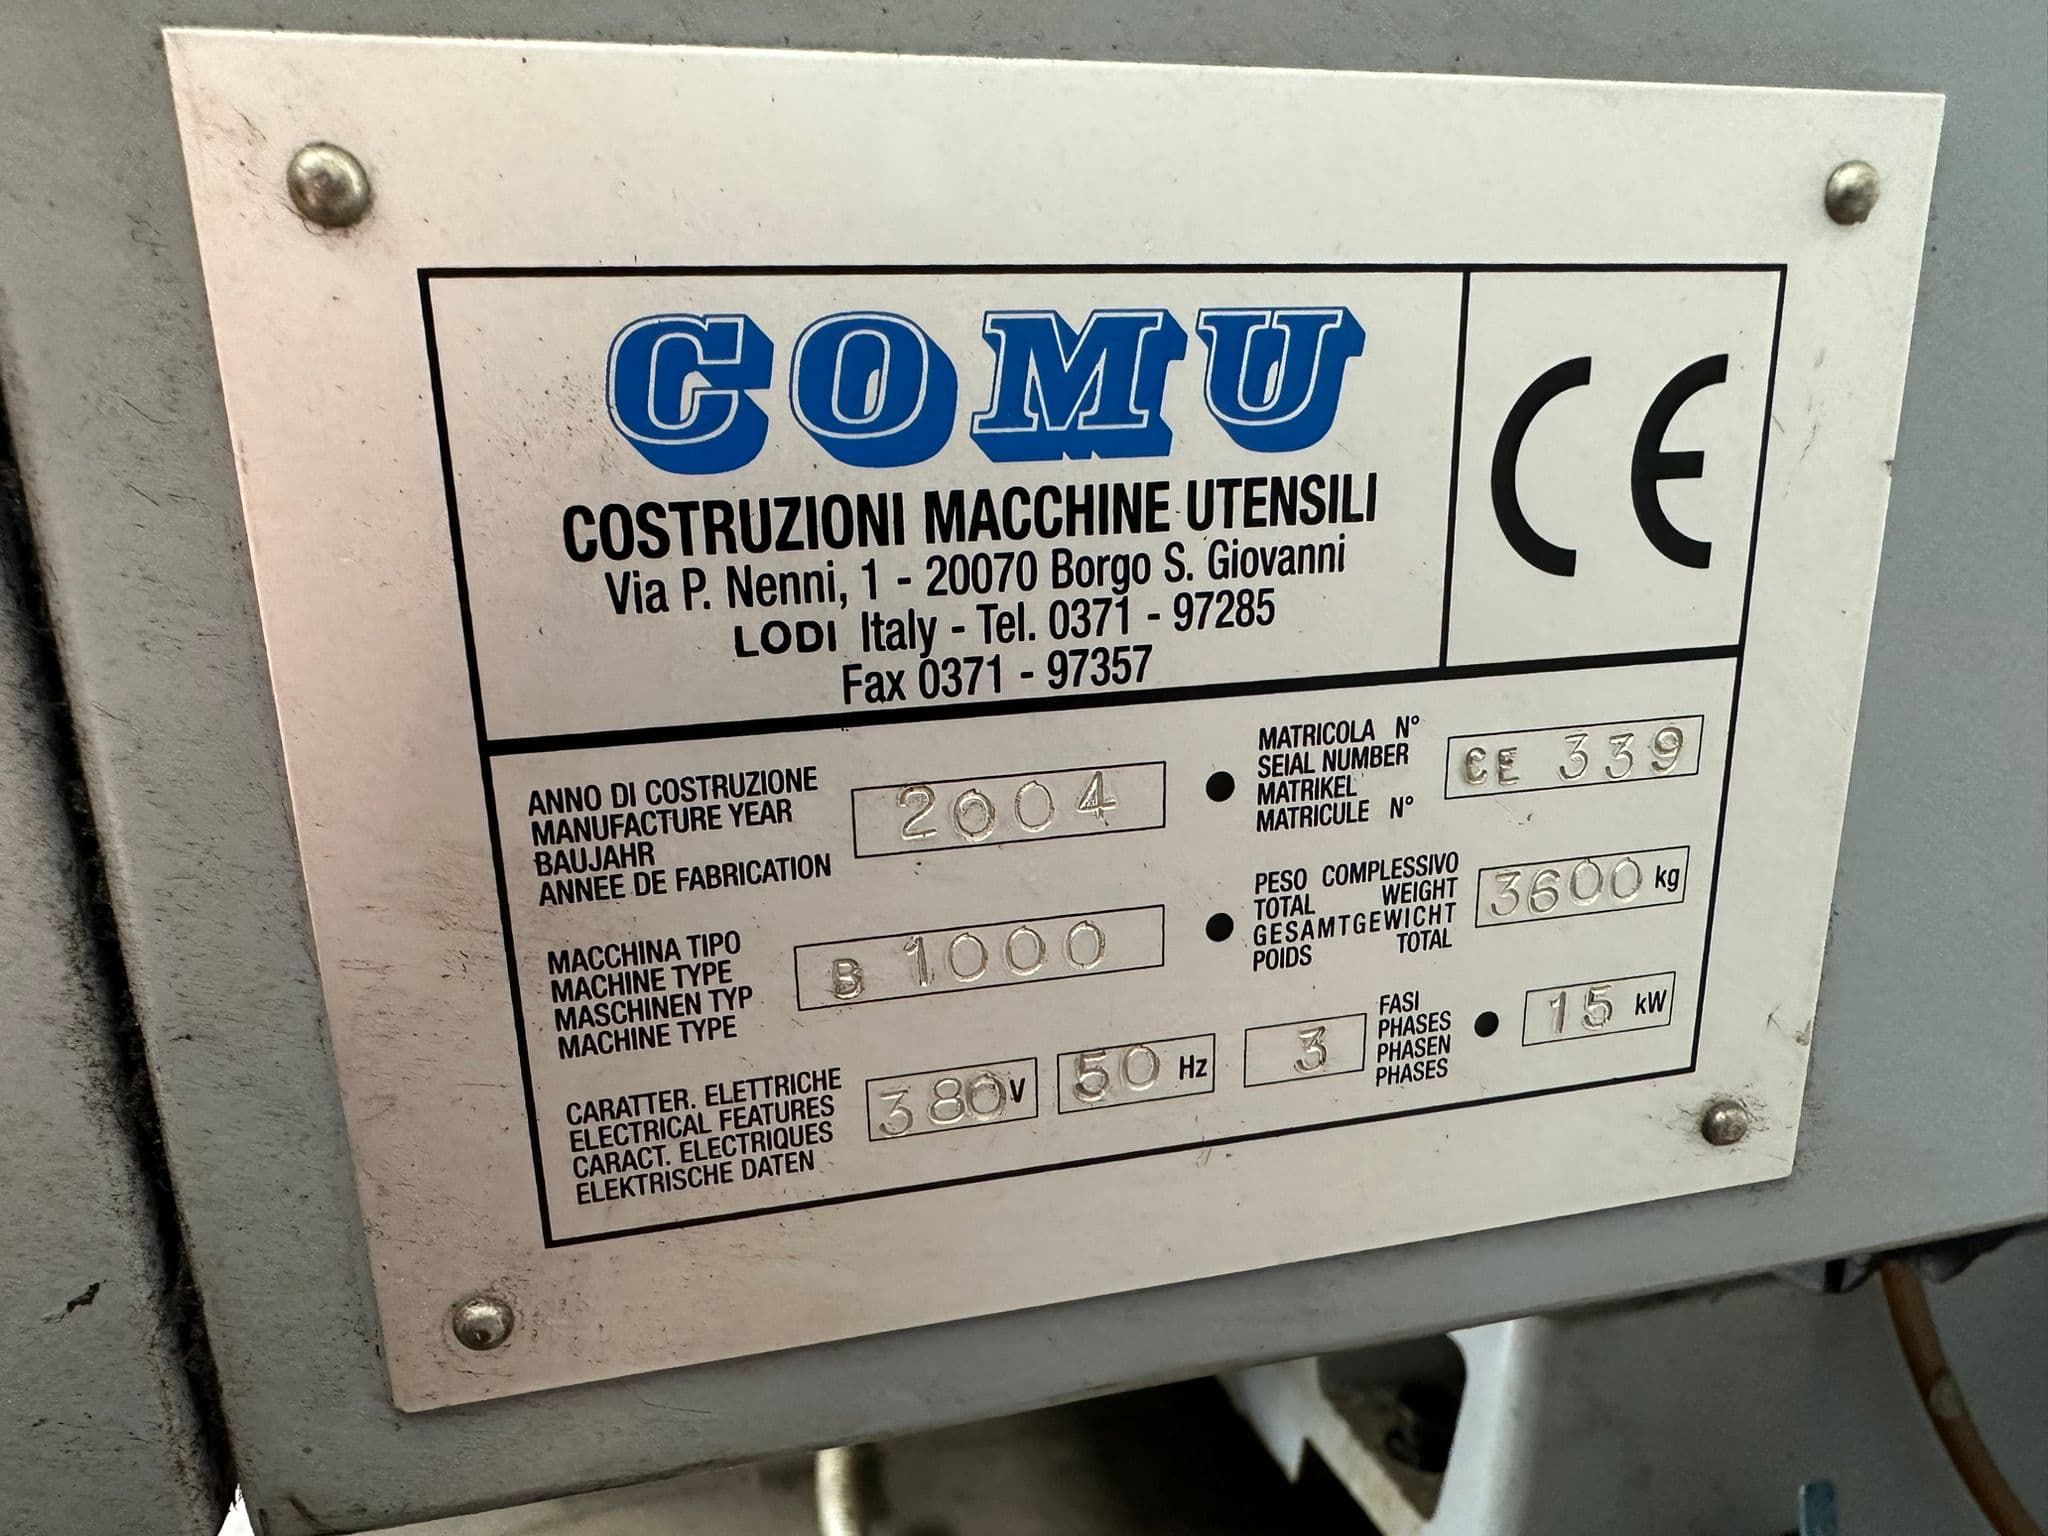 COMU
COSTRUZIONI MACCHINE UTENSILI
Via P. Nenni, 1 - 20070 Borgo S. Giovanni
LODI Italy - Tel. 0371 - 97285
Fax 0371 - 97357
CE
ANNO DI COSTRUZIONE
MANUFACTURE YEAR
BAUJAHR
ANNEE DE FABRICATION
2004
MATRICOLA N°
SEIAL NUMBER
MATRIKEL
MATRICULE N°
CE 339
MACCHINA TIPO
MACHINE TYPE
MASCHINEN TYP
MACHINE TYPE
B 1000
PESO COMPLESSIVO
TOTAL WEIGHT
GESAMTGEWICHT
POIDS TOTAL
3600 kg
CARATTER. ELETTRICHE
ELECTRICAL FEATURES
CARACT. ELECTRIQUES
ELEKTRISCHE DATEN
380 V
50 Hz
3
FASI
PHASES
PHASEN
PHASES
15 kW